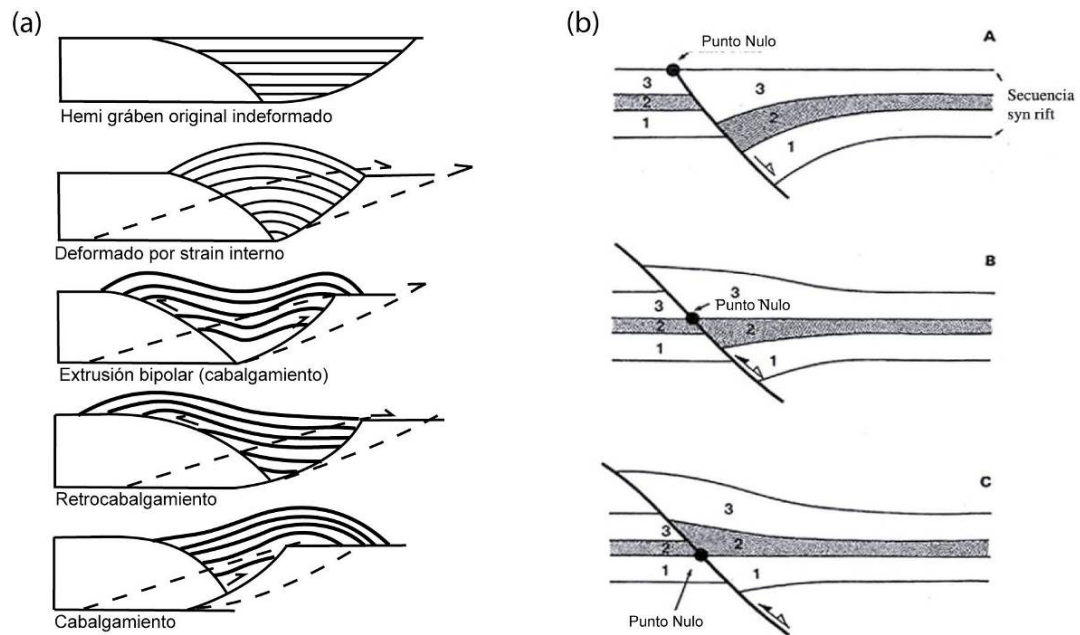 (a)
Hemi gráben original indeformado
Deformado por strain interno
Extrusión bipolar (cabalgamiento)
Retrocabalgamiento
Cabalgamiento
(b)
A
Punto Nulo
3
3
2
2
1
1
Secuencia
syn rift
B
3
3
Punto Nulo
2
2
1
1
C
3
3
2
2
1
1
Punto Nulo